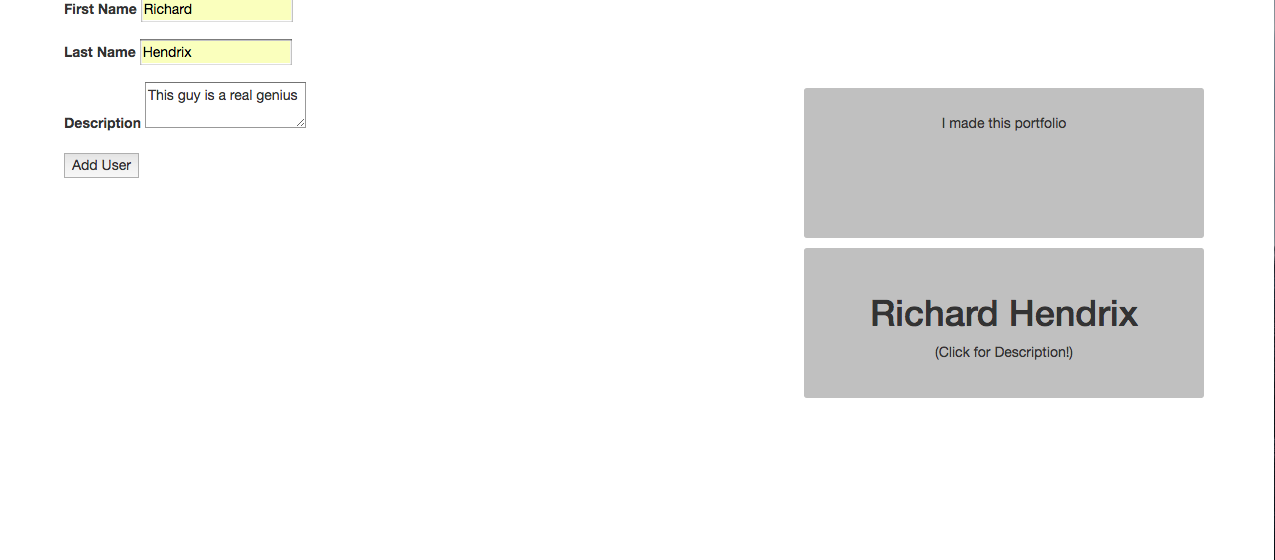 First Name Richard
Last Name Hendrix
Description This guy is a real genius
Add User
I made this portfolio
Richard Hendrix
(Click for Description!)